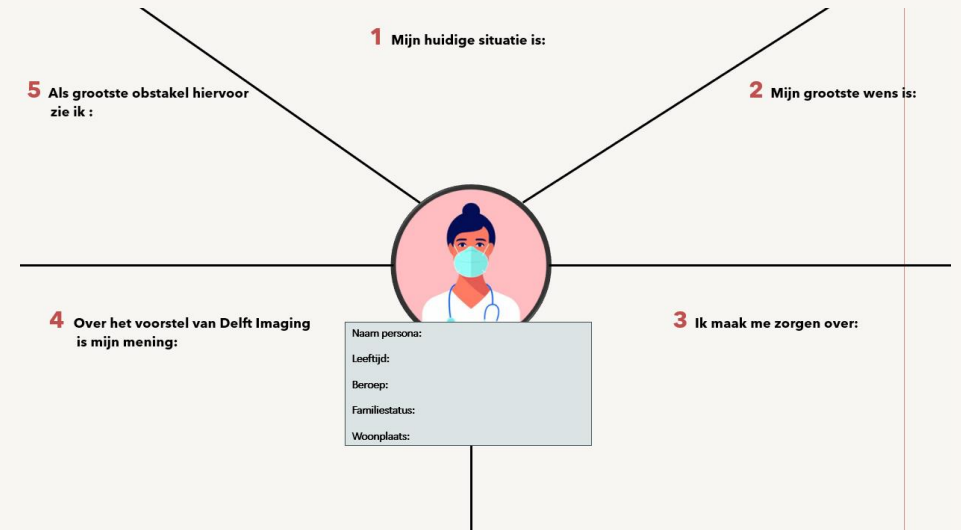 1 Mijn huidige situatie is:
2 Mijn grootste wens is:
3 Ik maak me zorgen over:
4 Over het voorstel van Delft Imaging
is mijn mening:
5 Als grootste obstakel hiervoor
zie ik :
Naam persona:
Leeftijd:
Beroep:
Familiestatus:
Woonplaats: